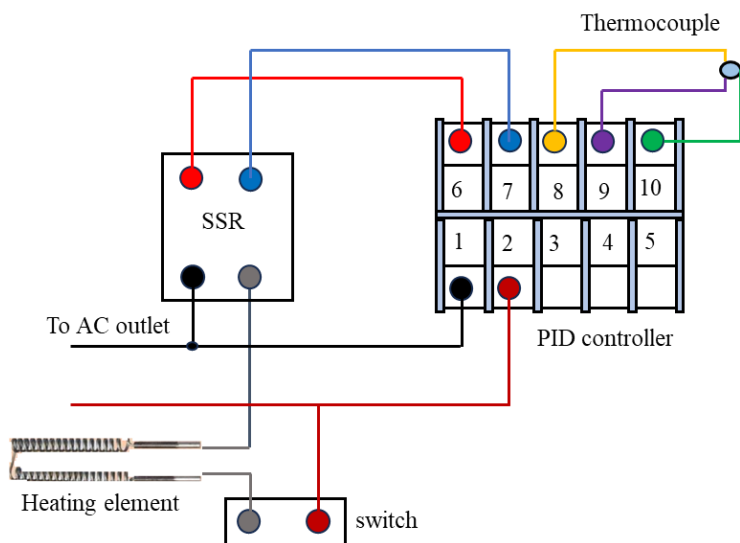 Thermocouple
6 7 8 9 10
SSR
1 2 3 4 5
To AC outlet
PID controller
Heating element
switch